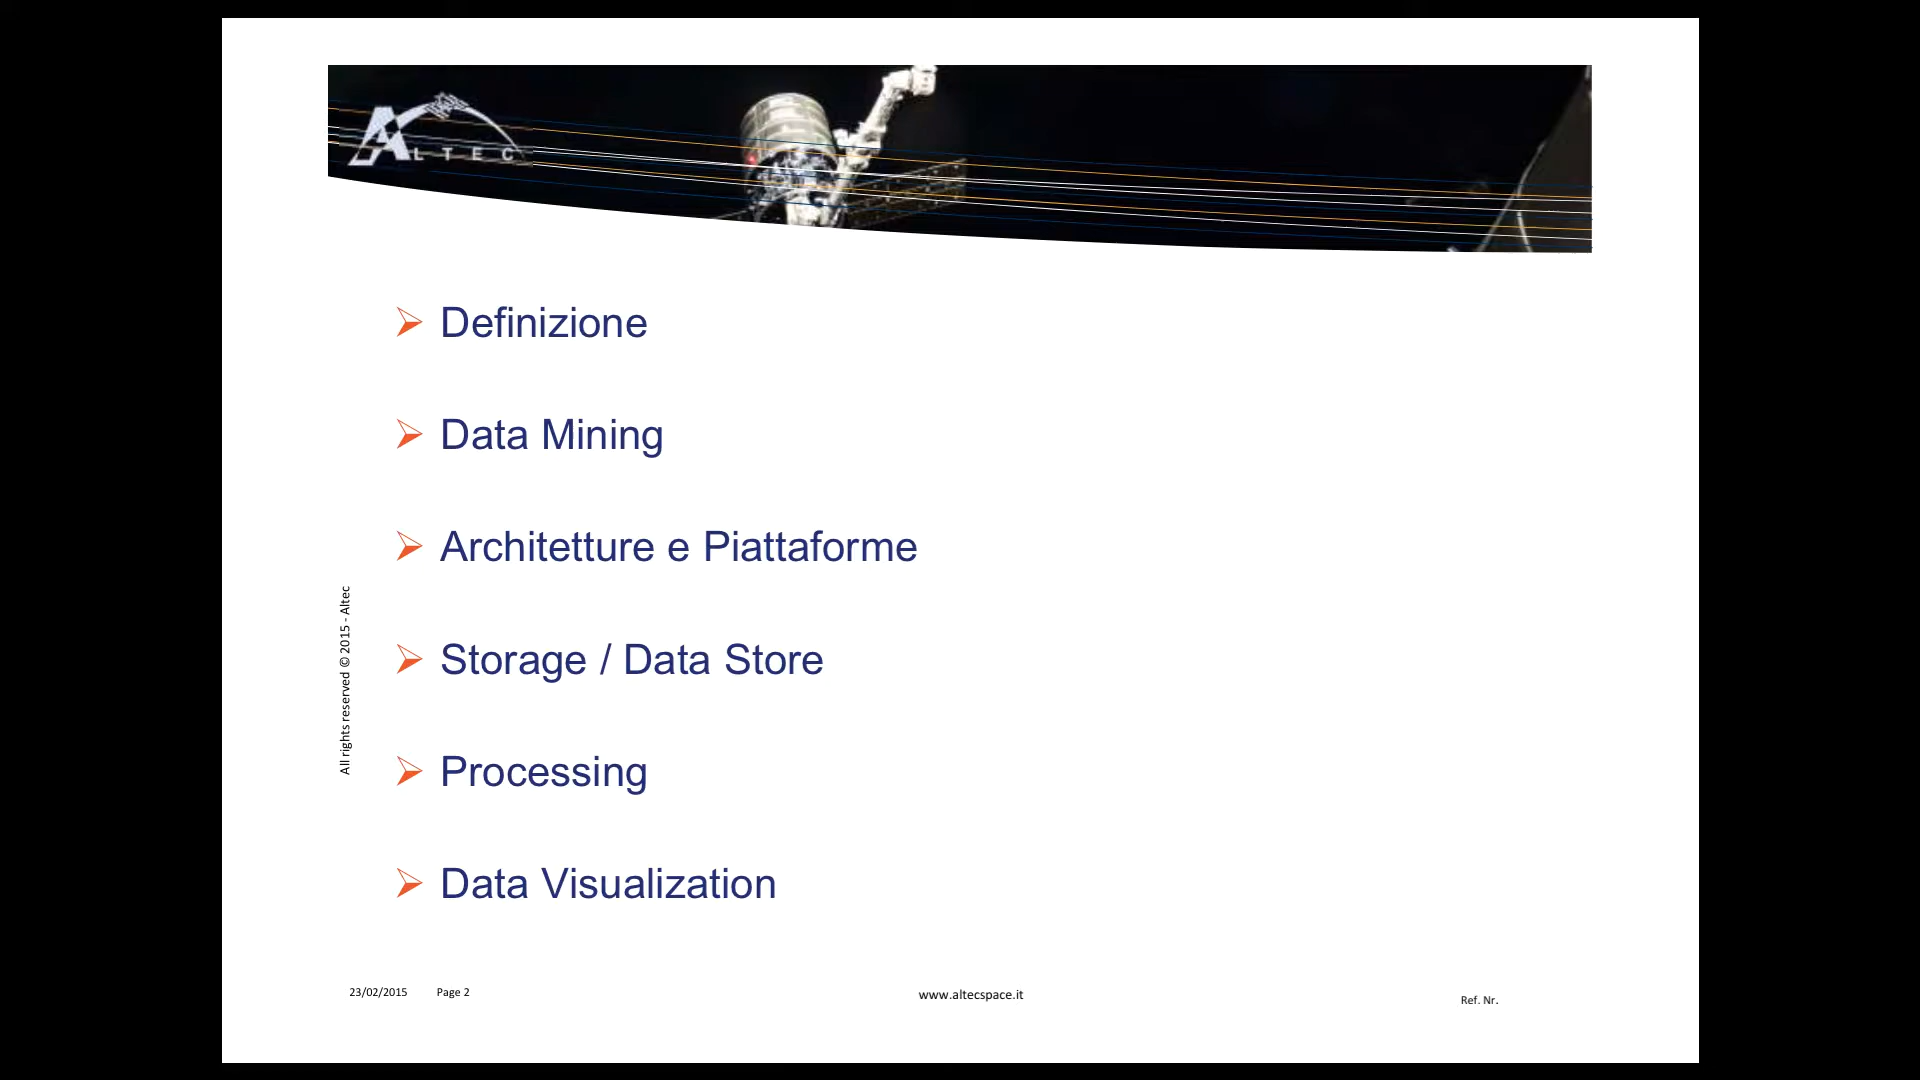 ALTEC
Definizione
Data Mining
Architetture e Piattaforme
Storage / Data Store
Processing
Data Visualization
All rights reserved © 2015 - Altec
23/02/2015 Page 2
www.altecspace.it
Ref. Nr.